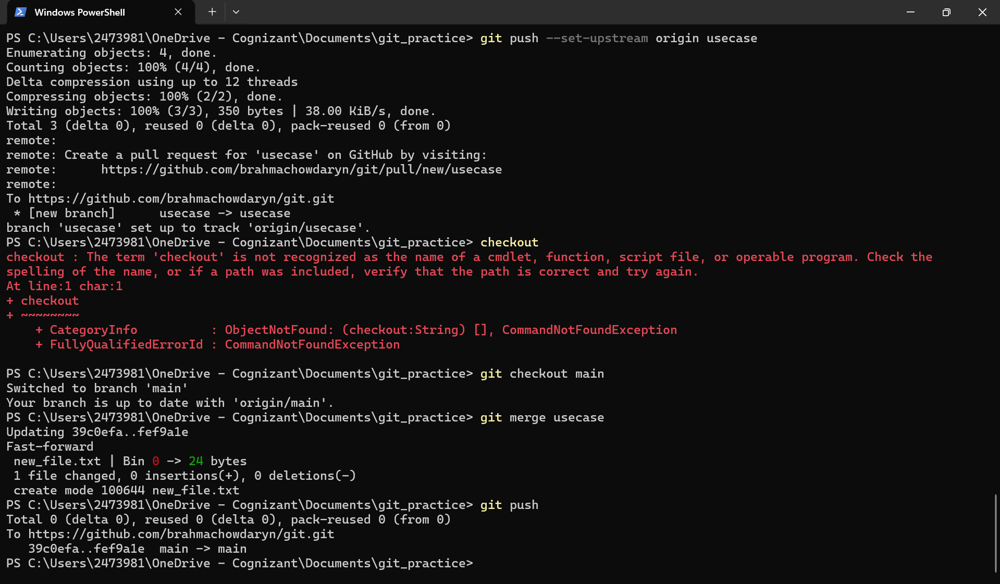 Windows PowerShell
PS C:\Users\2473981\OneDrive - Cognizant\Documents\git_practice> git push --set-upstream origin usecase
Enumerating objects: 4, done.
Counting objects: 100% (4/4), done.
Delta compression using up to 12 threads
Compressing objects: 100% (2/2), done.
Writing objects: 100% (3/3), 350 bytes | 38.00 KiB/s, done.
Total 3 (delta 0), reused 0 (delta 0), pack-reused 0 (from 0)
remote:
remote: Create a pull request for 'usecase' on GitHub by visiting:
remote:      https://github.com/brahmachowdaryn/git/pull/new/usecase
remote:
To https://github.com/brahmachowdaryn/git.git
 * [new branch]      usecase -> usecase
branch 'usecase' set up to track 'origin/usecase'.
PS C:\Users\2473981\OneDrive - Cognizant\Documents\git_practice> checkout
checkout : The term 'checkout' is not recognized as the name of a cmdlet, function, script file, or operable program. Check the
spelling of the name, or if a path was included, verify that the path is correct and try again.
At line:1 char:1
+ checkout
+ ~~~~~~~~
    + CategoryInfo          : ObjectNotFound: (checkout:String) [], CommandNotFoundException
    + FullyQualifiedErrorId : CommandNotFoundException
PS C:\Users\2473981\OneDrive - Cognizant\Documents\git_practice> git checkout main
Switched to branch 'main'
Your branch is up to date with 'origin/main'.
PS C:\Users\2473981\OneDrive - Cognizant\Documents\git_practice> git merge usecase
Updating 39c0efa..fef9a1e
Fast-forward
 new_file.txt | Bin 0 -> 24 bytes
 1 file changed, 0 insertions(+), 0 deletions(-)
 create mode 100644 new_file.txt
PS C:\Users\2473981\OneDrive - Cognizant\Documents\git_practice> git push
Total 0 (delta 0), reused 0 (delta 0), pack-reused 0 (from 0)
To https://github.com/brahmachowdaryn/git.git
   39c0efa..fef9a1e  main -> main
PS C:\Users\2473981\OneDrive - Cognizant\Documents\git_practice>